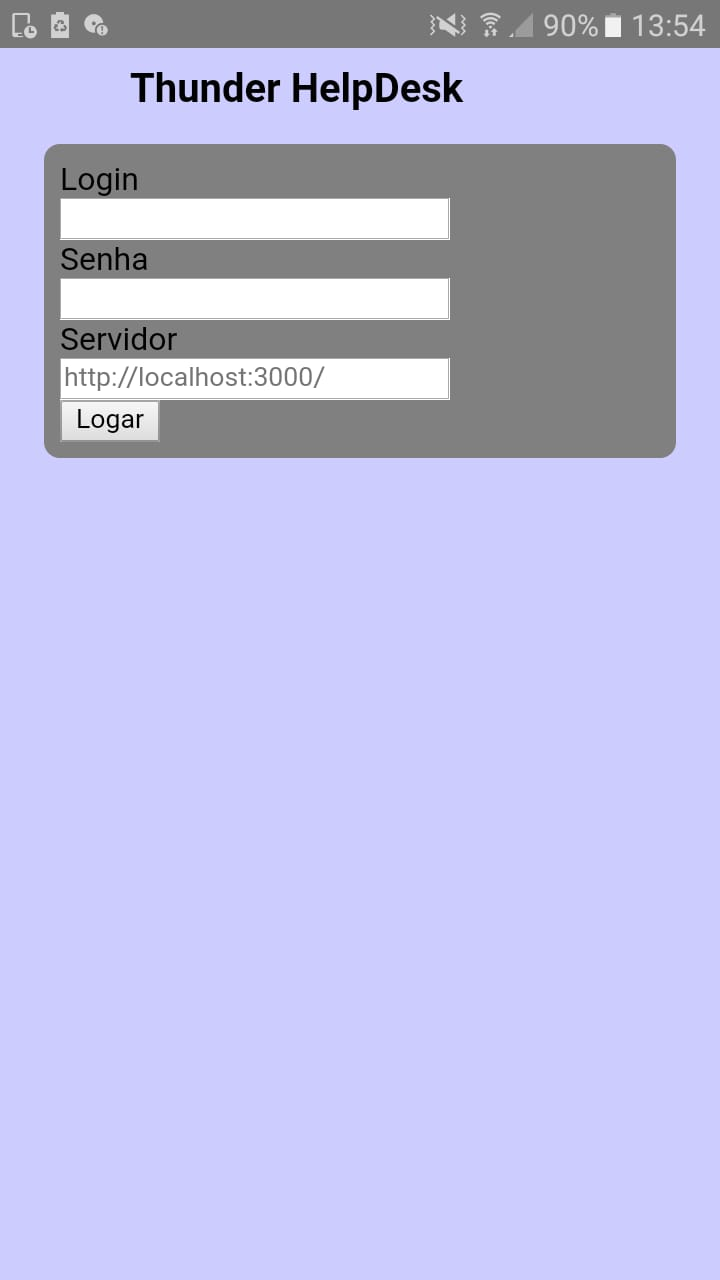 90% 13:54
Thunder HelpDesk
Login
Senha
Servidor
http://localhost:3000/
Logar